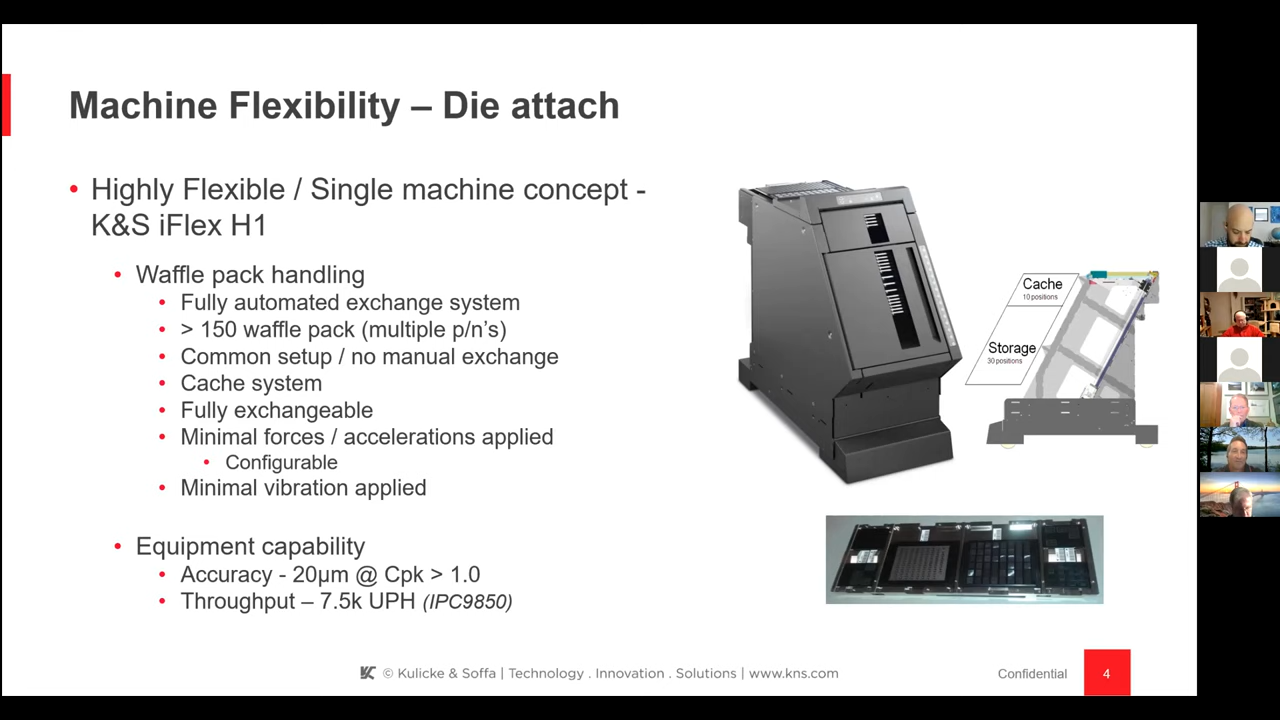 Machine Flexibility – Die attach
• Highly Flexible / Single machine concept -
K&S iFlex H1
• Waffle pack handling
• Fully automated exchange system
• > 150 waffle pack (multiple p/n’s)
• Common setup / no manual exchange
• Cache system
• Fully exchangeable
• Minimal forces / accelerations applied
• Configurable
• Minimal vibration applied
• Equipment capability
• Accuracy - 20μm @ Cpk > 1.0
• Throughput – 7.5k UPH (IPC9850)
Cache
10 positions
Storage
30 positions
© Kulicke & Soffa | Technology . Innovation . Solutions | www.kns.com
Confidential
4